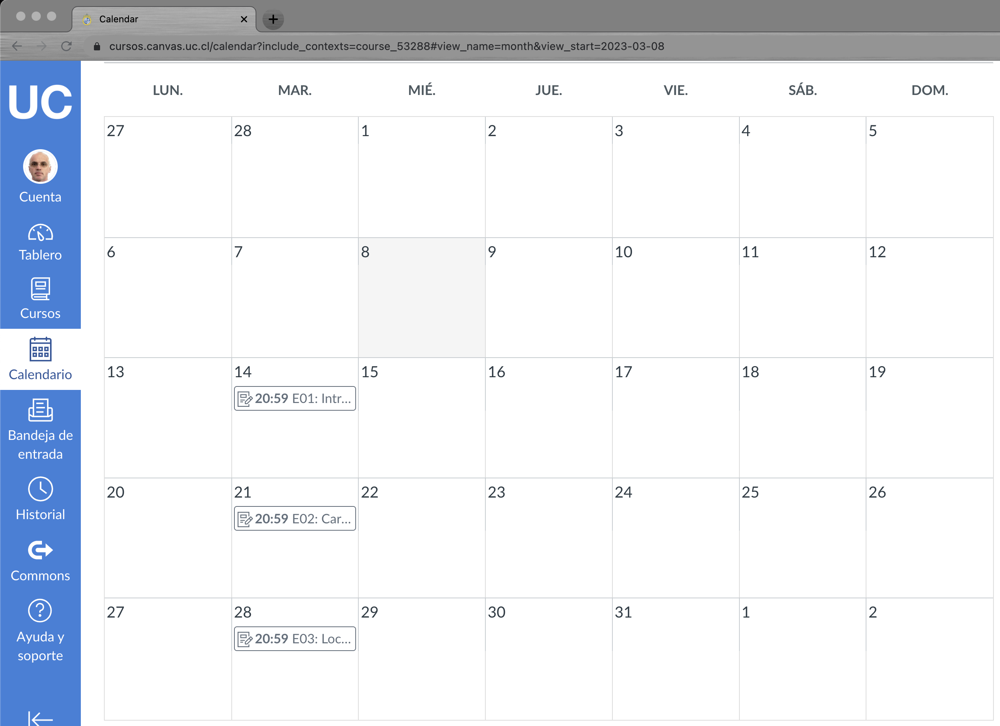 Calendar
cursos.canvas.uc.cl/calendar?include_contexts=course_53288#view_name=month&view_start=2023-03-08
UC
Cuenta
Tablero
Cursos
Calendario
Bandeja de
entrada
Historial
Commons
Ayuda y
soporte
LUN. MAR. MIÉ. JUE. VIE. SÁB. DOM.
27 28 1 2 3 4 5
6 7 8 9 10 11 12
13 14 15 16 17 18 19
20:59 E01: Intr...
20 21 22 23 24 25 26
20:59 E02: Car...
27 28 29 30 31 1 2
20:59 E03: Loc...